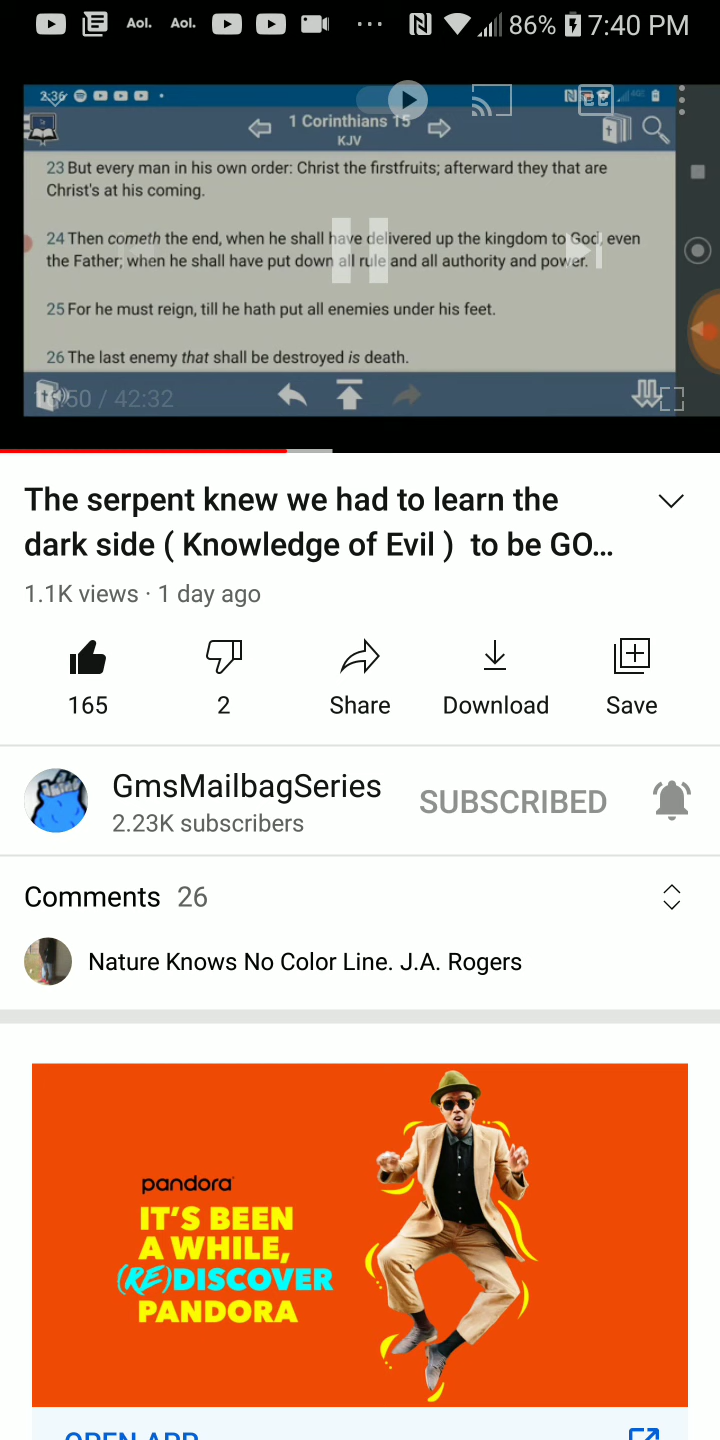 Aol. Aol. ... 86% 7:40 PM
2:36
1 Corinthians 15
KJV
23 But every man in his own order: Christ the firstfruits; afterward they that are
Christ's at his coming.
24 Then cometh the end, when he shall have delivered up the kingdom to God, even
the Father; when he shall have put down all rule and all authority and power.
25 For he must reign, till he hath put all enemies under his feet.
26 The last enemy that shall be destroyed is death.
/ 42:32
The serpent knew we had to learn the
dark side ( Knowledge of Evil ) to be GO...
1.1K views · 1 day ago
165 2 Share Download Save
GmsMailbagSeries
SUBSCRIBED
2.23K subscribers
Comments 26
Nature Knows No Color Line. J.A. Rogers
pandora
IT'S BEEN
A WHILE,
(RE)DISCOVER
PANDORA
OPEN APP